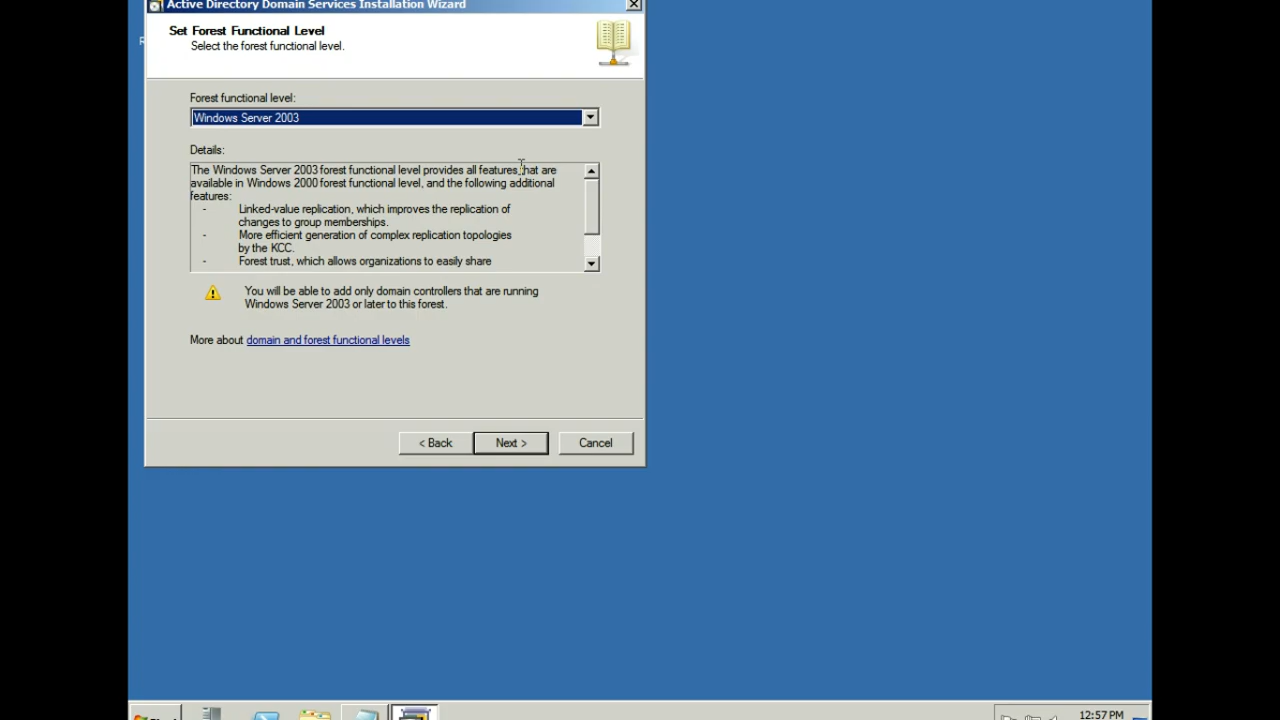 Active Directory Domain Services Installation Wizard
Set Forest Functional Level
Select the forest functional level.
Forest functional level:
Windows Server 2003
Details:
The Windows Server 2003 forest functional level provides all features that are
available in Windows 2000 forest functional level, and the following additional
features:
- Linked-value replication, which improves the replication of
changes to group memberships.
- More efficient generation of complex replication topologies
by the KCC.
- Forest trust, which allows organizations to easily share
You will be able to add only domain controllers that are running
Windows Server 2003 or later to this forest.
More about domain and forest functional levels
< Back
Next >
Cancel
12:57 PM